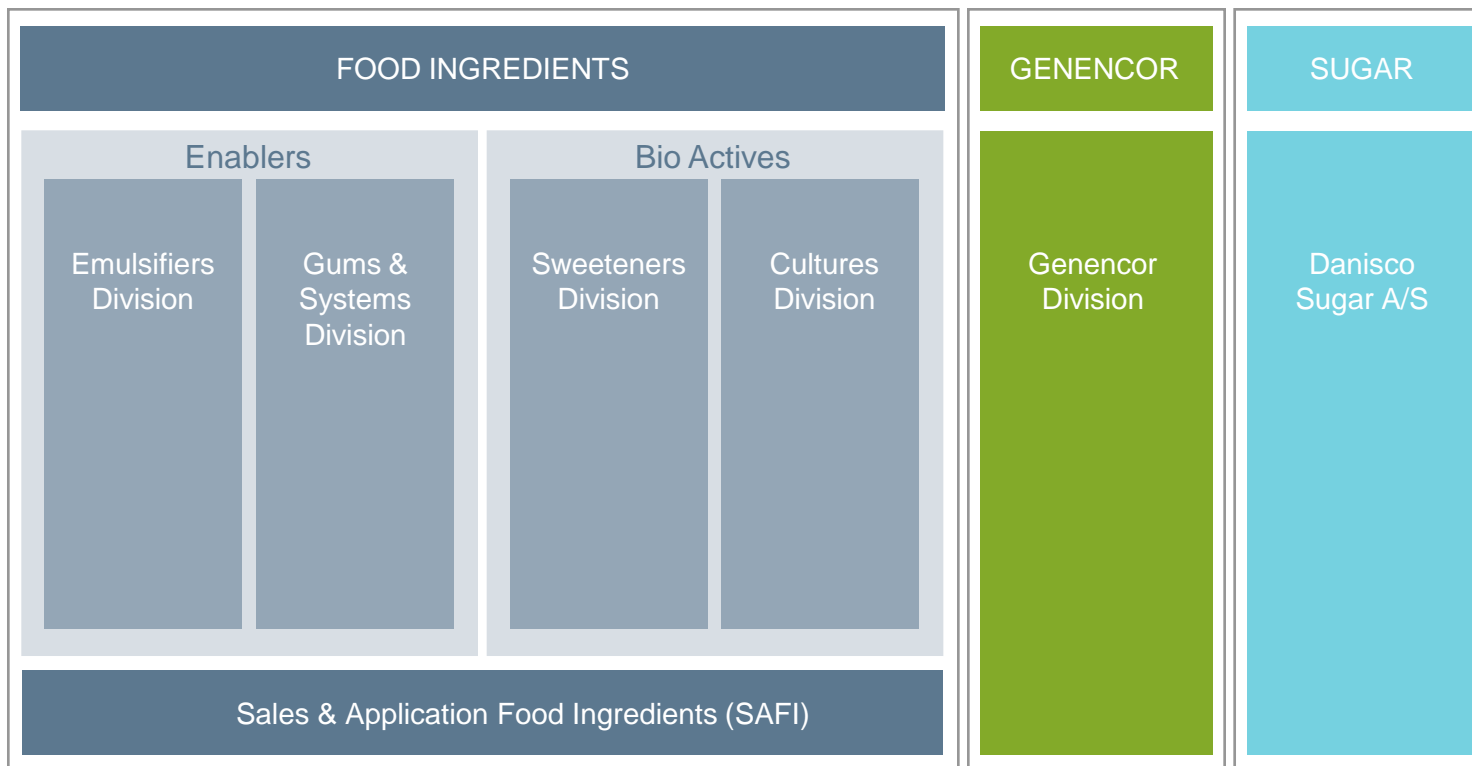 FOOD INGREDIENTS
GENENCOR
SUGAR
Enablers
Bio Actives
Emulsifiers
Division
Gums &
Systems
Division
Sweeteners
Division
Cultures
Division
Genencor
Division
Danisco
Sugar A/S
Sales & Application Food Ingredients (SAFI)